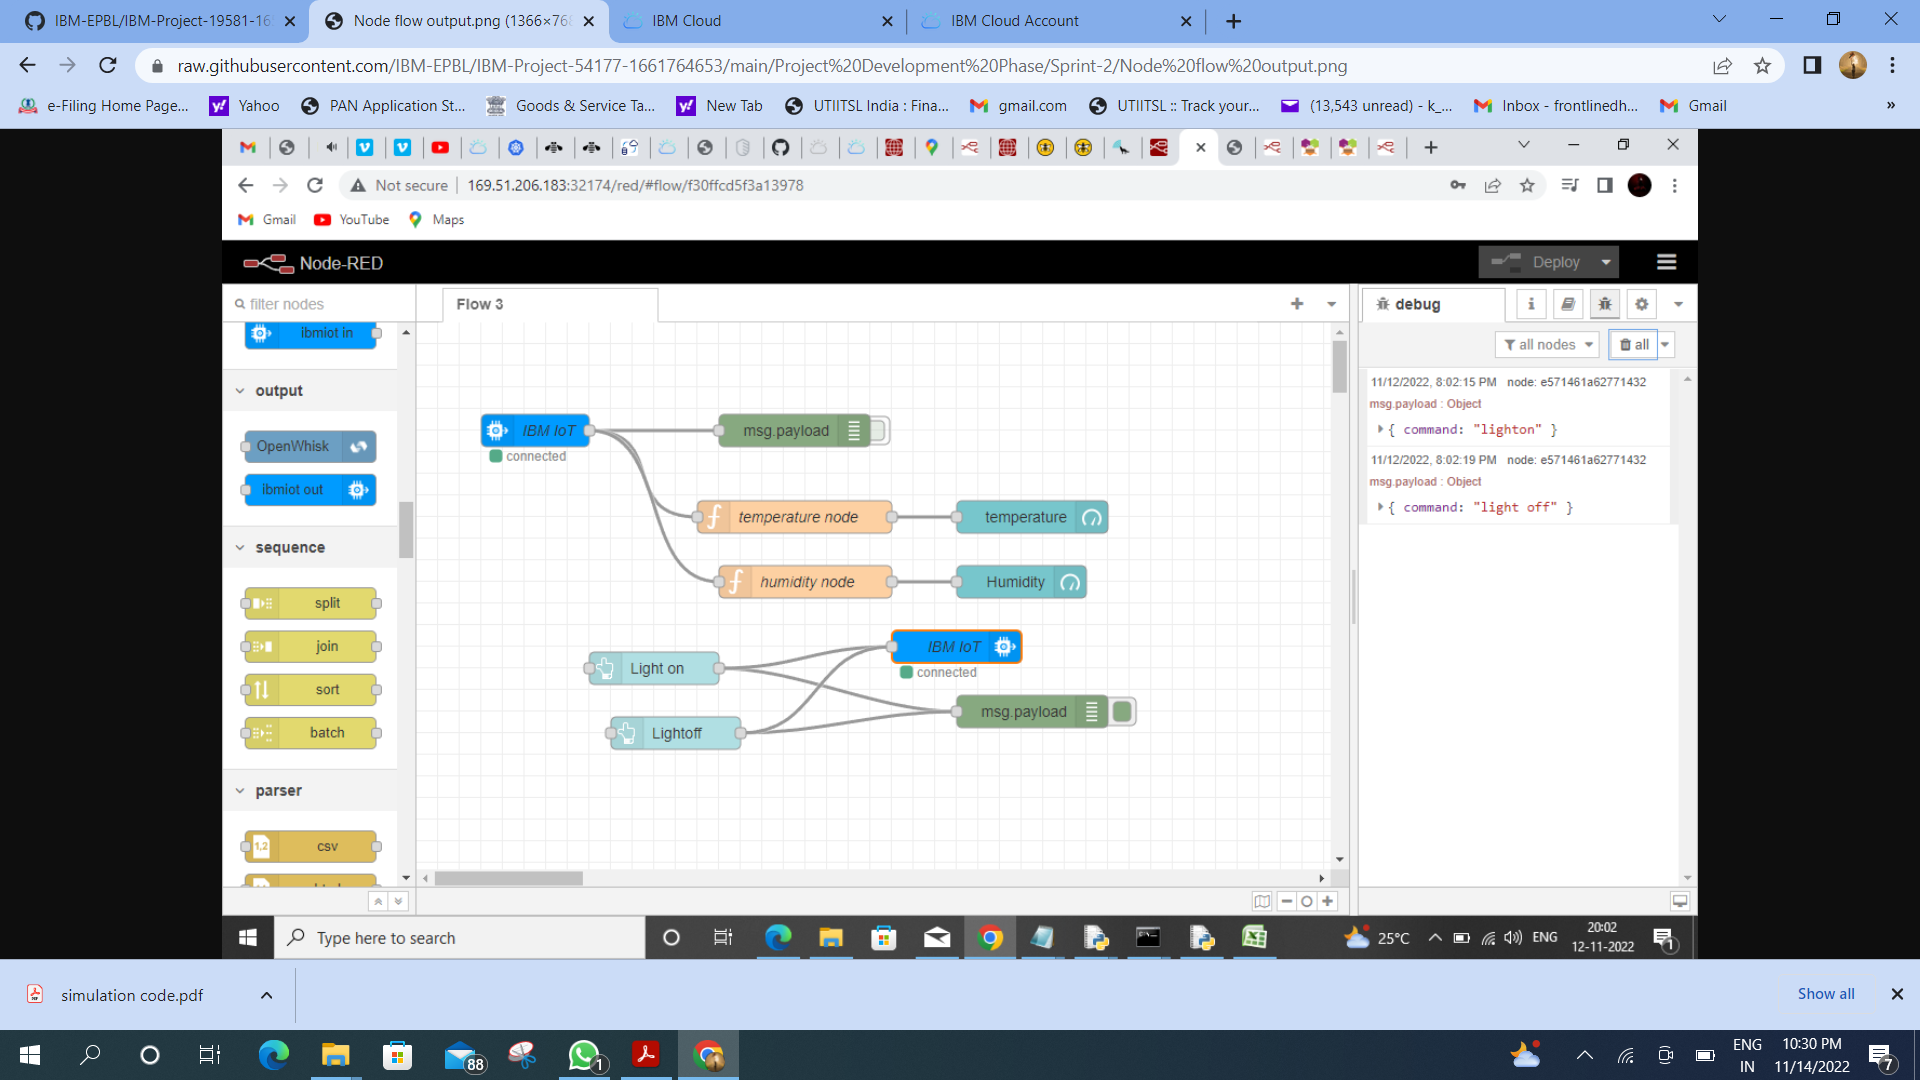 IBM-EPBL/IBM-Project-19581-16
Node flow output.png (1366×768
IBM Cloud
IBM Cloud Account
raw.githubusercontent.com/IBM-EPBL/IBM-Project-54177-1661764653/main/Project%20Development%20Phase/Sprint-2/Node%20flow%20output.png
e-Filing Home Page...
Yahoo
PAN Application St...
Goods & Service Ta...
New Tab
UTIITSL India : Fina...
gmail.com
UTIITSL :: Track your...
(13,543 unread) - k_...
Inbox - frontlinedh...
Gmail
»
Not secure
169.51.206.183:32174/red/#flow/f30ffcd5f3a13978
Gmail
YouTube
Maps
Node-RED
Deploy
filter nodes
Flow 3
debug
all nodes
all
ibmiot in
output
OpenWhisk
ibmiot out
sequence
split
join
sort
batch
parser
csv
IBM IoT
connected
msg.payload
temperature node
temperature
humidity node
Humidity
IBM IoT
connected
Light on
msg.payload
Lightoff
11/12/2022, 8:02:15 PM node: e571461a62771432
msg.payload : Object
{ command: "lighton" }
11/12/2022, 8:02:19 PM node: e571461a62771432
msg.payload : Object
{ command: "light off" }
Type here to search
25°C
ENG
20:02
12-11-2022
1
simulation code.pdf
Show all
88
1
ENG
IN
10:30 PM
11/14/2022
7